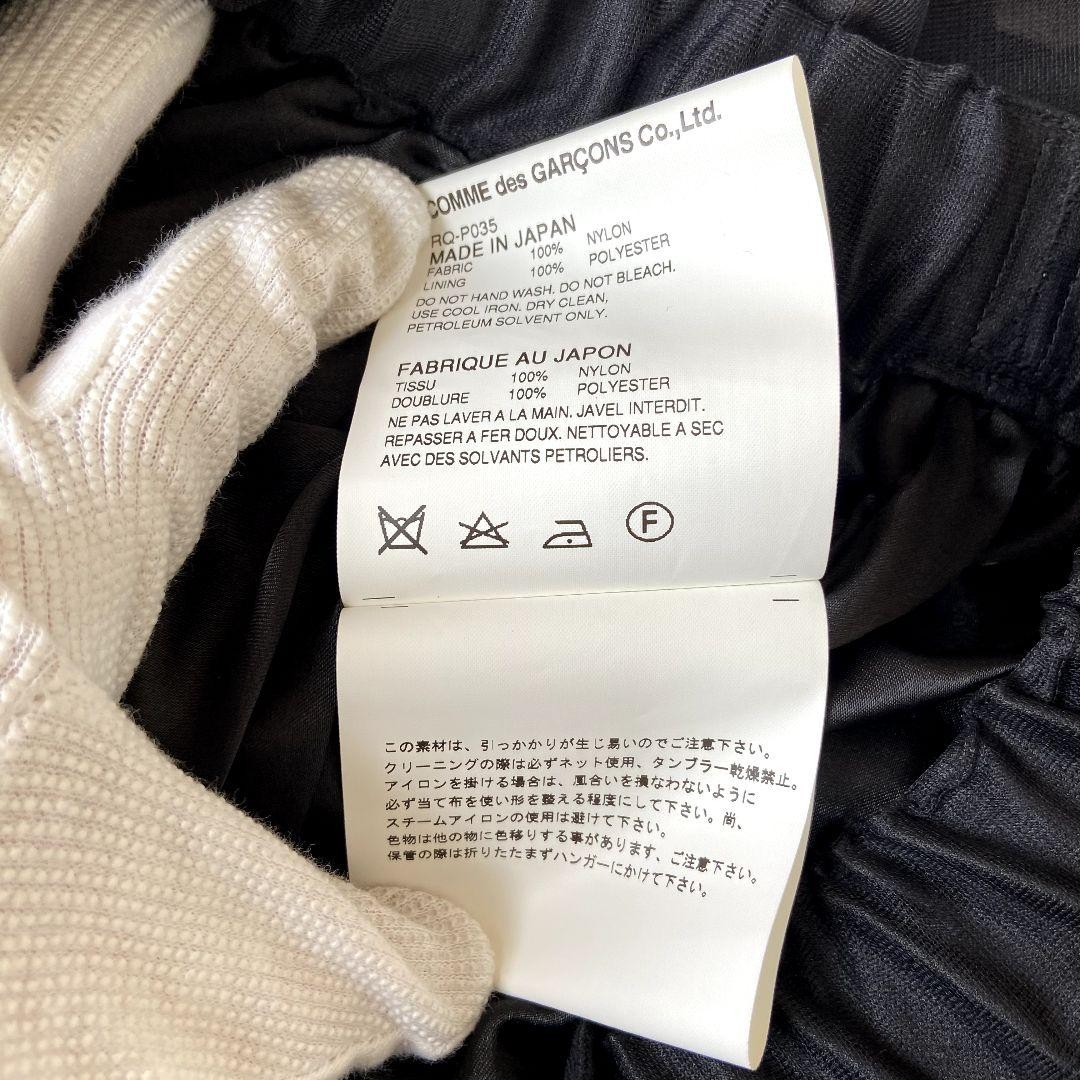 COMME des GARÇONS Co.,Ltd.
RQ-P035
MADE IN JAPAN
FABRIC 100% NYLON
LINING 100% POLYESTER
DO NOT HAND WASH. DO NOT BLEACH.
USE COOL IRON. DRY CLEAN,
PETROLEUM SOLVENT ONLY.
FABRIQUE AU JAPON
TISSU 100% NYLON
DOUBLURE 100% POLYESTER
NE PAS LAVER A LA MAIN. JAVEL INTERDIT.
REPASSER A FER DOUX. NETTOYABLE A SEC
AVEC DES SOLVANTS PETROLIERS.
F
この素材は、引っかかりが生じ易いのでご注意下さい。
クリーニングの際は必ずネット使用、タンブラー乾燥禁止。
アイロンを掛ける場合は、風合いを損なわないように
必ず当て布を使い形を整える程度にして下さい。尚、
スチームアイロンの使用は避けて下さい。
色物は他の物に色移りする事があります、ご注意下さい。
保管の際は折りたたまずハンガーにかけて下さい。